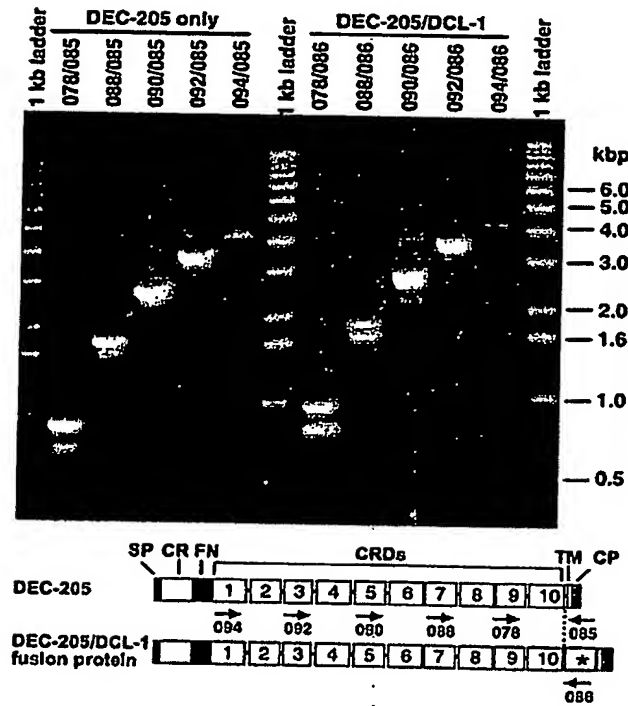 DEC-205 only
DEC-205/DCL-1
1 kb ladder
078/085
088/085
090/085
092/085
094/085
1 kb ladder
078/086
088/086
090/086
092/086
094/086
1 kb ladder
kbp
6.0
5.0
4.0
3.0
2.0
1.6
1.0
0.5
SP CR FN CRDs TM CP
DEC-205 1 2 3 4 5 6 7 8 9 10
094 092 090 088 078 085
DEC-205/DCL-1
fusion protein 1 2 3 4 5 6 7 8 9 10 *
086